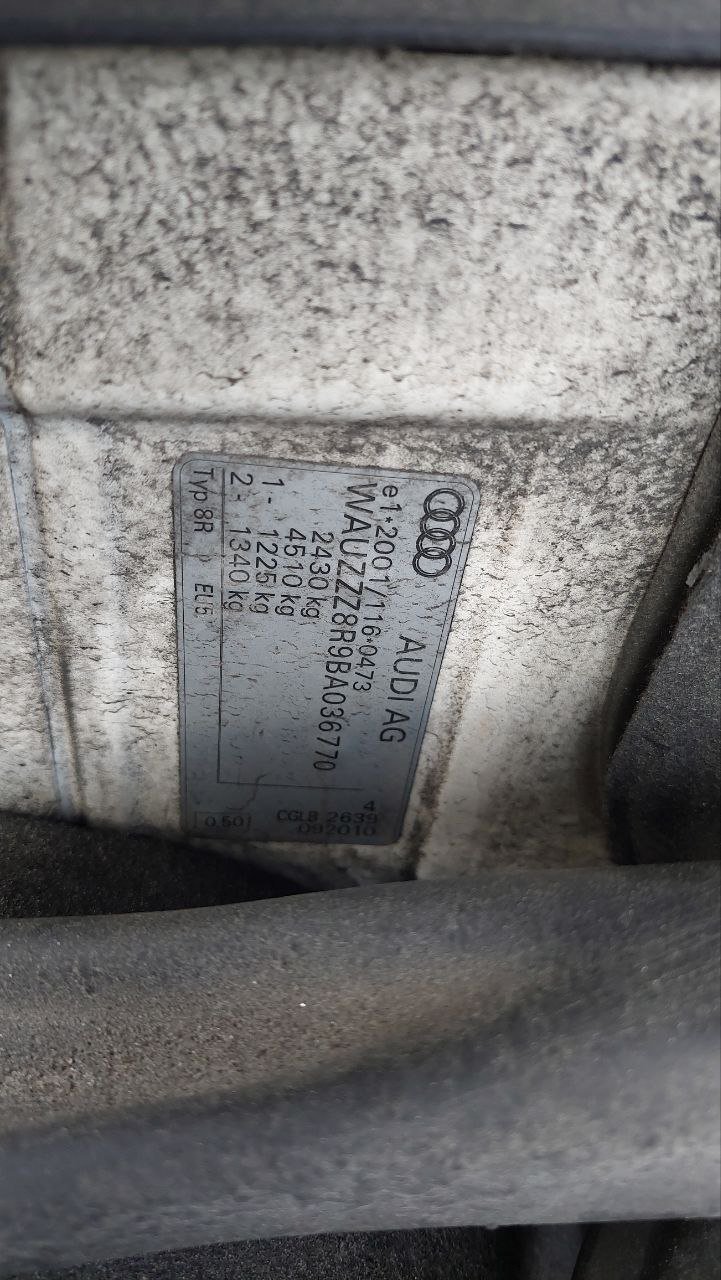 AUDI AG
e1*2001/116*0473
WAUZZZ8R9BA036770
2430 kg
4510 kg
1- 1225 kg
2- 1340 kg
Typ 8R EU5
4
CGLB 2639
092010
0.50